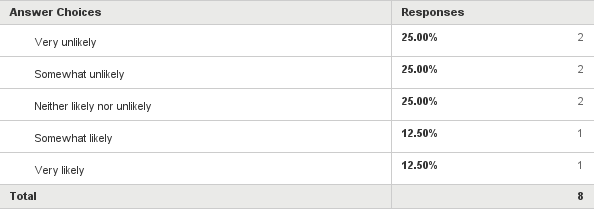 Answer Choices Responses
Very unlikely 25.00% 2
Somewhat unlikely 25.00% 2
Neither likely nor unlikely 25.00% 2
Somewhat likely 12.50% 1
Very likely 12.50% 1
Total 8